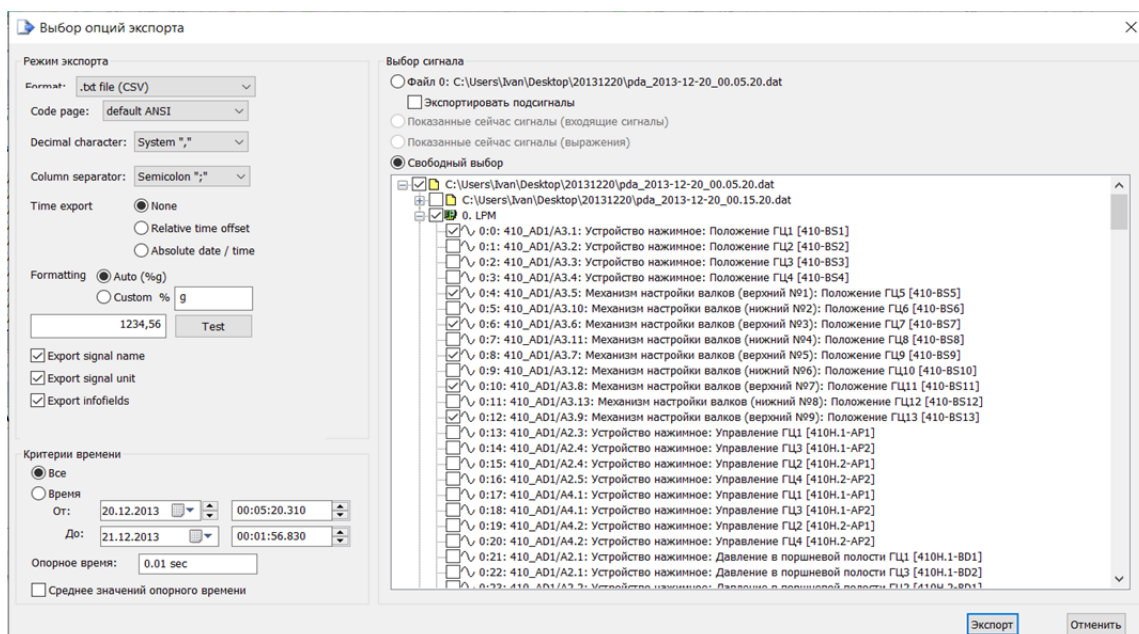 Выбор опций экспорта
Режим экспорта
Format: .txt file (CSV)
Code page: default ANSI
Decimal character: System ","
Column separator: Semicolon ";"
Time export None
Relative time offset
Absolute date / time
Formatting Auto (%g)
Custom % g
1234,56 Test
Export signal name
Export signal unit
Export infofields
Критерии времени
Все
Время
От: 20.12.2013 00:05:20.310
До: 21.12.2013 00:01:56.830
Опорное время: 0.01 sec
Среднее значений опорного времени
Выбор сигнала
Файл 0: C:\Users\Ivan\Desktop\20131220\pda_2013-12-20_00.05.20.dat
Экспортировать подсигналы
Показанные сейчас сигналы (входящие сигналы)
Показанные сейчас сигналы (выражения)
Свободный выбор
C:\Users\Ivan\Desktop\20131220\pda_2013-12-20_00.05.20.dat
C:\Users\Ivan\Desktop\20131220\pda_2013-12-20_00.15.20.dat
0. LPM
0:0: 410_AD1/A3.1: Устройство нажимное: Положение ГЦ1 [410-BS1]
0:1: 410_AD1/A3.2: Устройство нажимное: Положение ГЦ2 [410-BS2]
0:2: 410_AD1/A3.3: Устройство нажимное: Положение ГЦ3 [410-BS3]
0:3: 410_AD1/A3.4: Устройство нажимное: Положение ГЦ4 [410-BS4]
0:4: 410_AD1/A3.5: Механизм настройки валков (верхний №1): Положение ГЦ5 [410-BS5]
0:5: 410_AD1/A3.10: Механизм настройки валков (нижний №2): Положение ГЦ6 [410-BS6]
0:6: 410_AD1/A3.6: Механизм настройки валков (верхний №3): Положение ГЦ7 [410-BS7]
0:7: 410_AD1/A3.11: Механизм настройки валков (нижний №4): Положение ГЦ8 [410-BS8]
0:8: 410_AD1/A3.7: Механизм настройки валков (верхний №5): Положение ГЦ9 [410-BS9]
0:9: 410_AD1/A3.12: Механизм настройки валков (нижний №6): Положение ГЦ10 [410-BS10]
0:10: 410_AD1/A3.8: Механизм настройки валков (верхний №7): Положение ГЦ11 [410-BS11]
0:11: 410_AD1/A3.13: Механизм настройки валков (нижний №8): Положение ГЦ12 [410-BS12]
0:12: 410_AD1/A3.9: Механизм настройки валков (верхний №9): Положение ГЦ13 [410-BS13]
0:13: 410_AD1/A2.3: Устройство нажимное: Управление ГЦ1 [410H.1-AP1]
0:14: 410_AD1/A2.4: Устройство нажимное: Управление ГЦ3 [410H.1-AP2]
0:15: 410_AD1/A2.4: Устройство нажимное: Управление ГЦ2 [410H.2-AP1]
0:16: 410_AD1/A2.5: Устройство нажимное: Управление ГЦ4 [410H.2-AP2]
0:17: 410_AD1/A4.1: Устройство нажимное: Управление ГЦ1 [410H.1-AP1]
0:18: 410_AD1/A4.1: Устройство нажимное: Управление ГЦ3 [410H.1-AP2]
0:19: 410_AD1/A4.2: Устройство нажимное: Управление ГЦ2 [410H.2-AP1]
0:20: 410_AD1/A4.2: Устройство нажимное: Управление ГЦ4 [410H.2-AP2]
0:21: 410_AD1/A2.1: Устройство нажимное: Давление в поршневой полости ГЦ1 [410H.1-BD1]
0:22: 410_AD1/A2.1: Устройство нажимное: Давление в поршневой полости ГЦ3 [410H.1-BD2]
0:23: 410_AD1/A2.2: Устройство нажимное: Давление в поршневой полости ГЦ2 [410H.2-BD1]
Экспорт Отменить